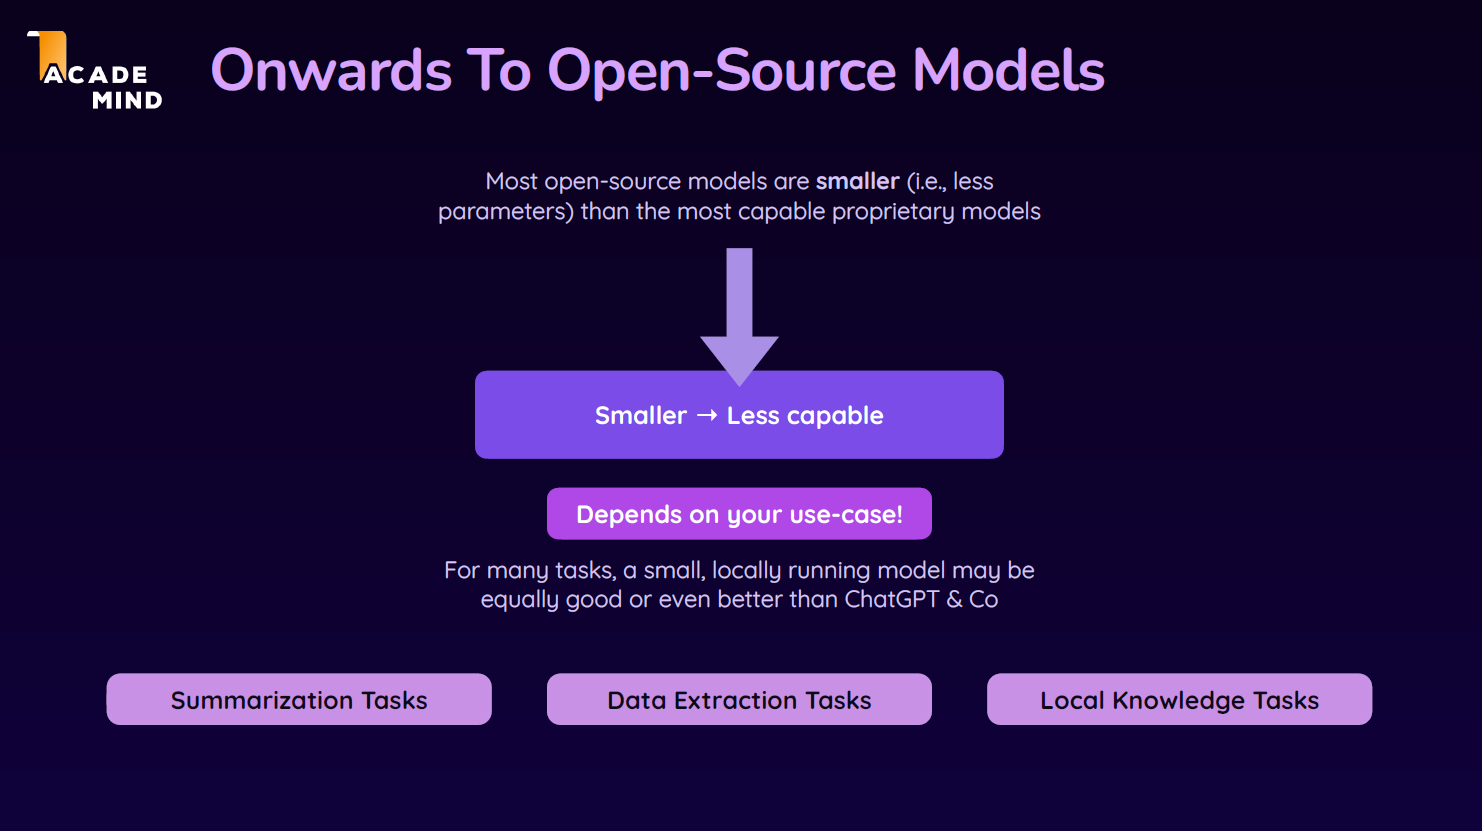 ACADE
MIND
Onwards To Open-Source Models
Most open-source models are smaller (i.e., less
parameters) than the most capable proprietary models
Smaller → Less capable
Depends on your use-case!
For many tasks, a small, locally running model may be
equally good or even better than ChatGPT & Co
Summarization Tasks
Data Extraction Tasks
Local Knowledge Tasks